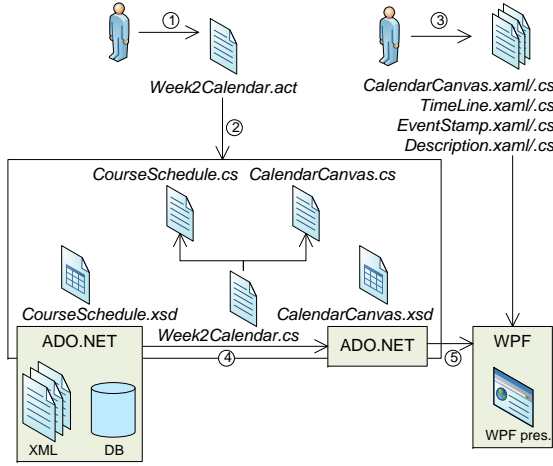 ① ③
Week2Calendar.act
CalendarCanvas.xaml/.cs
TimeLine.xaml/.cs
EventStamp.xaml/.cs
Description.xaml/.cs
②
CourseSchedule.cs CalendarCanvas.cs
CourseSchedule.xsd CalendarCanvas.xsd
Week2Calendar.cs
ADO.NET ADO.NET WPF
④ ⑤
XML DB WPF pres.